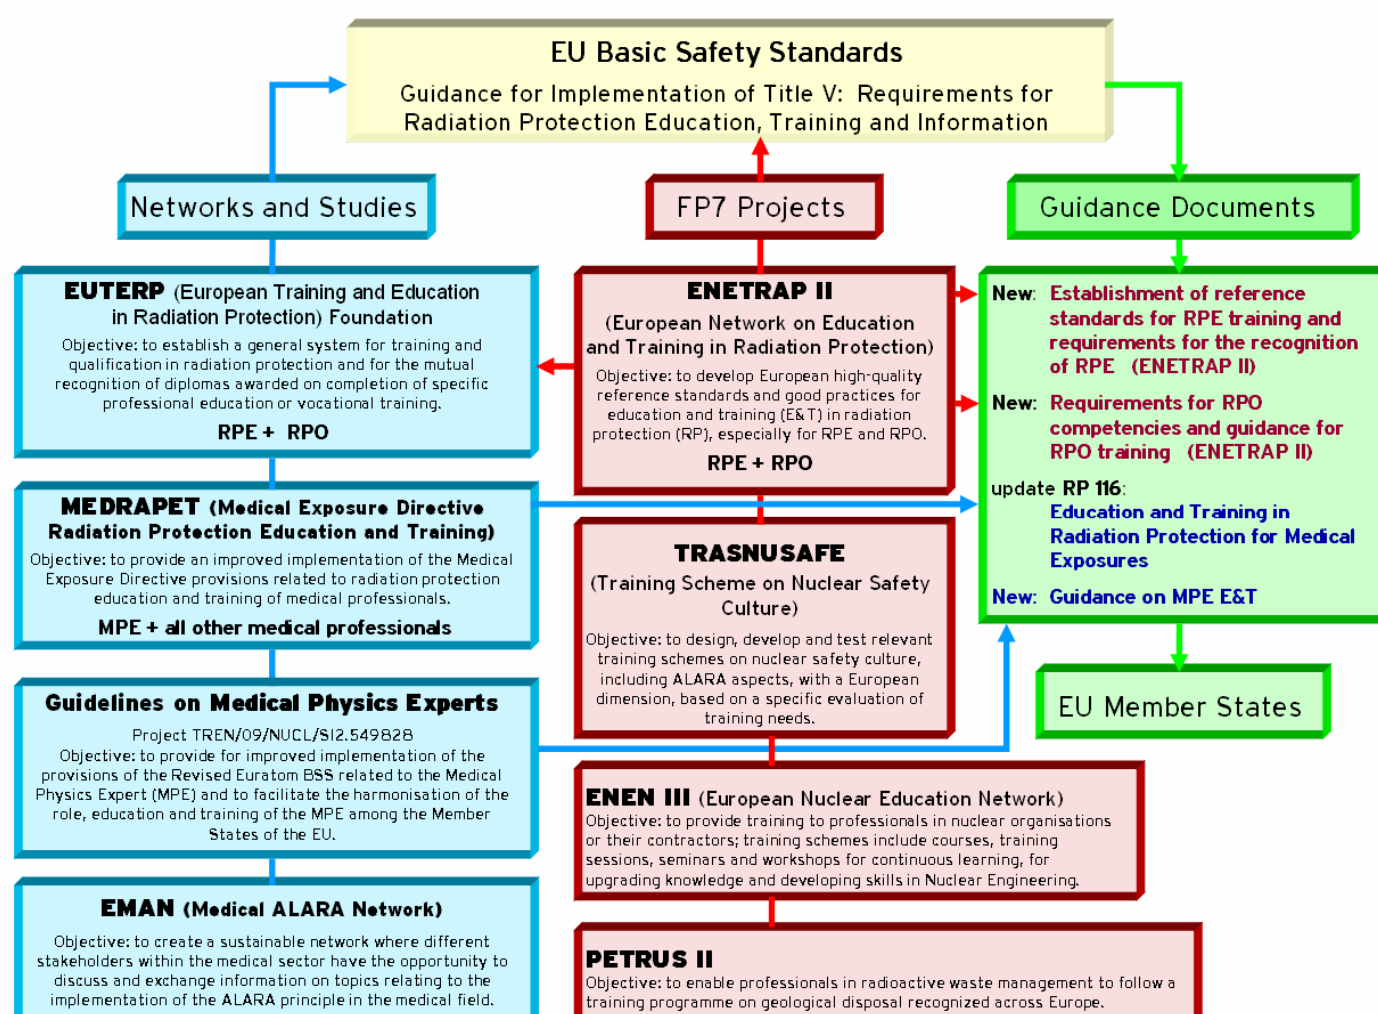 EU Basic Safety Standards
Guidance for Implementation of Title V: Requirements for
Radiation Protection Education, Training and Information
Networks and Studies
EUTERP (European Training and Education
in Radiation Protection) Foundation
Objective: to establish a general system for training and
qualification in radiation protection and for the mutual
recognition of diplomas awarded on completion of specific
professional education or vocational training.
RPE + RPO
MEDRAPET (Medical Exposure Directive
Radiation Protection Education and Training)
Objective: to provide an improved implementation of the Medical
Exposure Directive provisions related to radiation protection
education and training of medical professionals.
MPE + all other medical professionals
Guidelines on Medical Physics Experts
Project TREN/09/NUCL/SI2.549828
Objective: to provide for improved implementation of the
provisions of the Revised Euratom BSS related to the Medical
Physics Expert (MPE) and to facilitate the harmonisation of the
role, education and training of the MPE among the Member
States of the EU.
EMAN (Medical ALARA Network)
Objective: to create a sustainable network where different
stakeholders within the medical sector have the opportunity to
discuss and exchange information on topics relating to the
implementation of the ALARA principle in the medical field.
FP7 Projects
ENETRAP II
(European Network on Education
and Training in Radiation Protection)
Objective: to develop European high-quality
reference standards and good practices for
education and training (E&T) in radiation
protection (RP), especially for RPE and RPO.
RPE + RPO
TRASNUSAFE
(Training Scheme on Nuclear Safety
Culture)
Objective: to design, develop and test relevant
training schemes on nuclear safety culture,
including ALARA aspects, with a European
dimension, based on a specific evaluation of
training needs.
ENEN III (European Nuclear Education Network)
Objective: to provide training to professionals in nuclear organisations
or their contractors; training schemes include courses, training
sessions, seminars and workshops for continuous learning, for
upgrading knowledge and developing skills in Nuclear Engineering.
PETRUS II
Objective: to enable professionals in radioactive waste management to follow a
training programme on geological disposal recognized across Europe.
Guidance Documents
New: Establishment of reference
standards for RPE training and
requirements for the recognition
of RPE (ENETRAP II)
New: Requirements for RPO
competencies and guidance for
RPO training (ENETRAP II)
update RP 116:
Education and Training in
Radiation Protection for Medical
Exposures
New: Guidance on MPE E&T
EU Member States